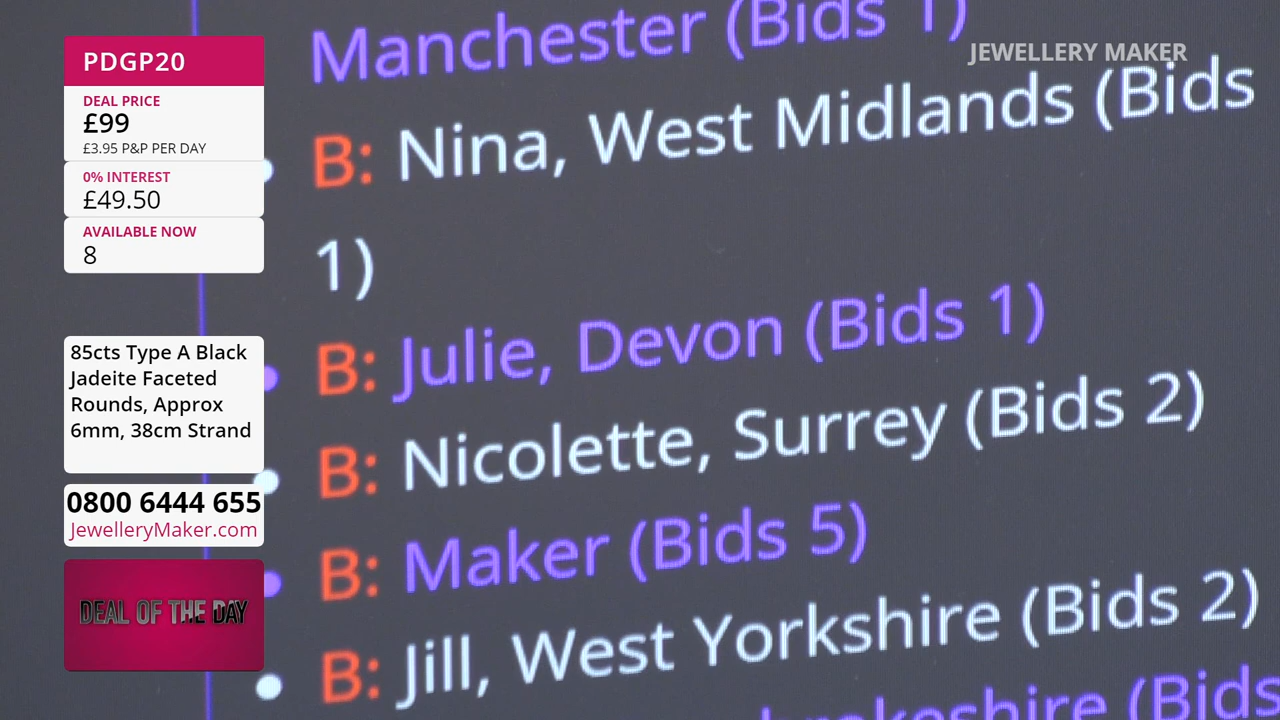 PDGP20
DEAL PRICE
£99
£3.95 P&P PER DAY
0% INTEREST
£49.50
AVAILABLE NOW
8
85cts Type A Black
Jadeite Faceted
Rounds, Approx
6mm, 38cm Strand
0800 6444 655
JewelleryMaker.com
DEAL OF THE DAY
JEWELLERY MAKER
Manchester (Bids 1)
B: Nina, West Midlands (Bids
1)
B: Julie, Devon (Bids 1)
B: Nicolette, Surrey (Bids 2)
B: Maker (Bids 5)
B: Jill, West Yorkshire (Bids 2)
(Bids